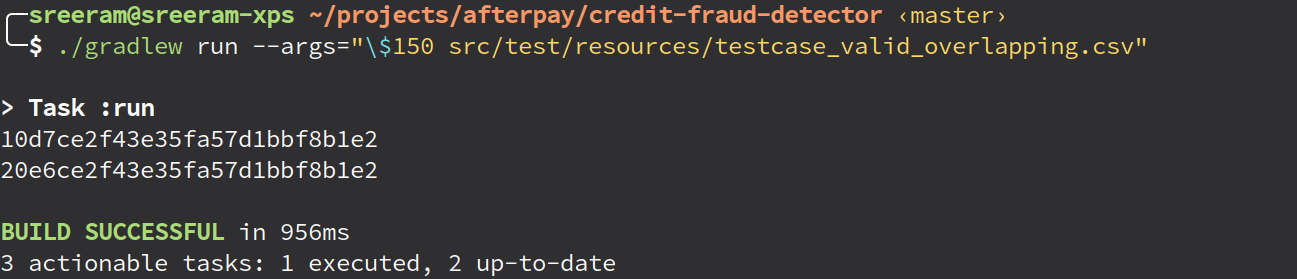 sreeram@sreeram-xps ~/projects/afterpay/credit-fraud-detector ‹master›
$ ./gradlew run --args="\$150 src/test/resources/testcase_valid_overlapping.csv"
> Task :run
10d7ce2f43e35fa57d1bbf8b1e2
20e6ce2f43e35fa57d1bbf8b1e2
BUILD SUCCESSFUL in 956ms
3 actionable tasks: 1 executed, 2 up-to-date